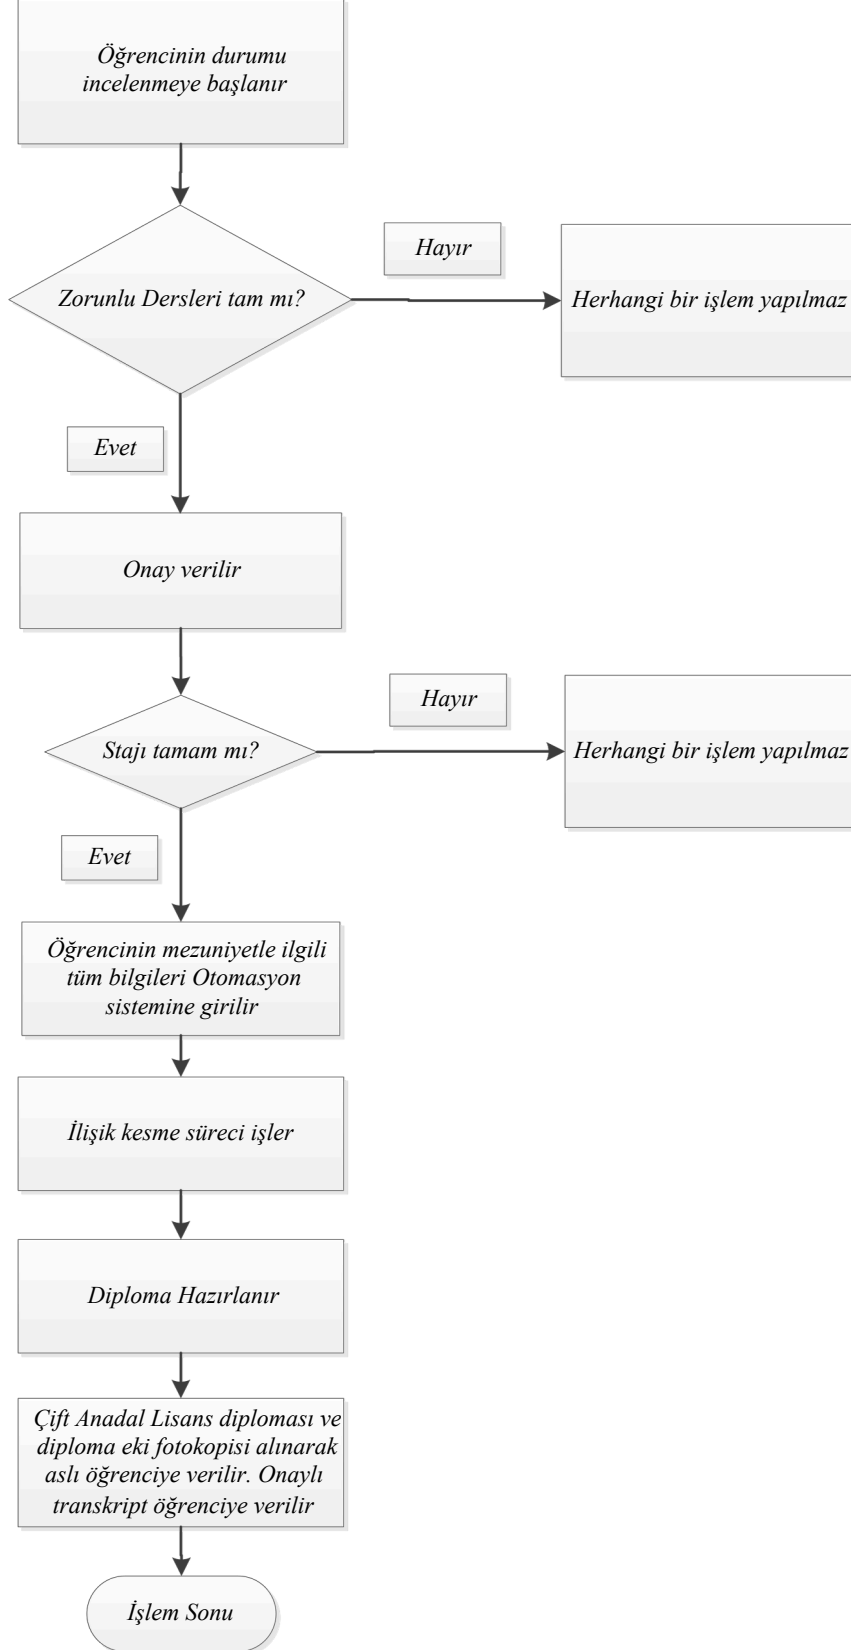 Öğrencinin durumu
incelenmeye başlanır
Hayır
Zorunlu Dersleri tam mı?
Herhangi bir işlem yapılmaz
Evet
Onay verilir
Hayır
Stajı tamam mı?
Herhangi bir işlem yapılmaz
Evet
Öğrencinin mezuniyetle ilgili
tüm bilgileri Otomasyon
sistemine girilir
İlişik kesme süreci işler
Diploma Hazırlanır
Çift Anadal Lisans diploması ve
diploma eki fotokopisi alınarak
aslı öğrenciye verilir. Onaylı
transkript öğrenciye verilir
İşlem Sonu